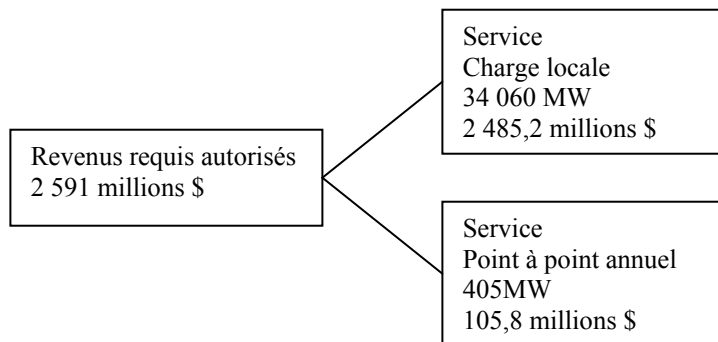 Revenus requis autorisés
2 591 millions $
Service
Charge locale
34 060 MW
2 485,2 millions $
Service
Point à point annuel
405MW
105,8 millions $